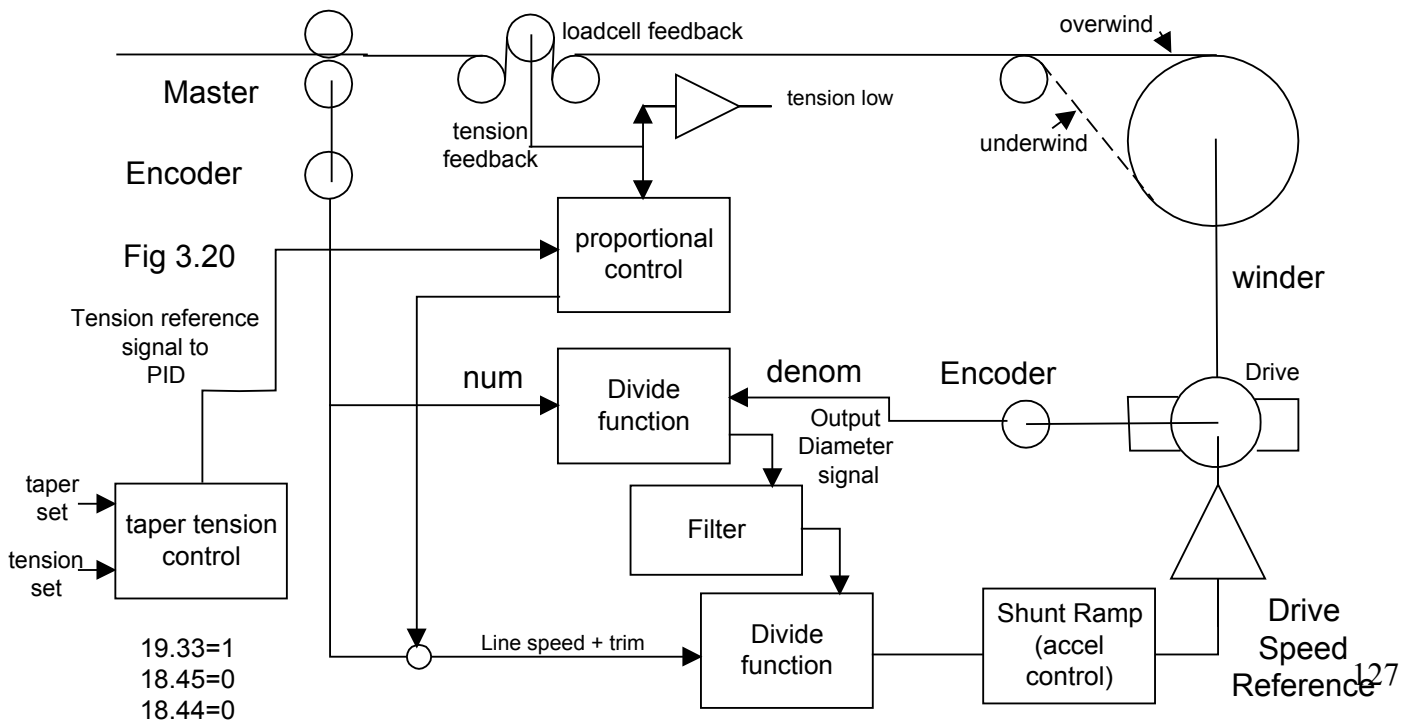 overwind
loadcell feedback
Master
tension low
tension
feedback
underwind
Encoder
proportional
control
Fig 3.20
winder
Tension reference
signal to
PID
num
Divide
function
denom
Encoder
Drive
Output
Diameter
signal
taper
set
taper tension
control
Filter
tension
set
Line speed + trim
Divide
function
Shunt Ramp
(accel
control)
Drive
Speed
Reference
19.33=1
18.45=0
18.44=0
127